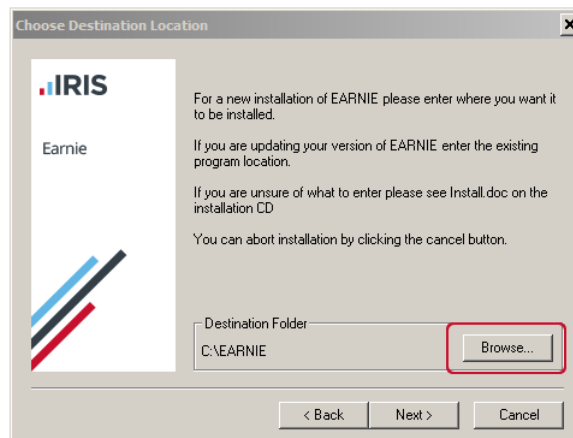 Choose Destination Location
IRIS
Earnie
For a new installation of EARNIE please enter where you want it
to be installed.
If you are updating your version of EARNIE enter the existing
program location.
If you are unsure of what to enter please see Install.doc on the
installation CD
You can abort installation by clicking the cancel button.
Destination Folder
C:\EARNIE
Browse...
< Back
Next >
Cancel